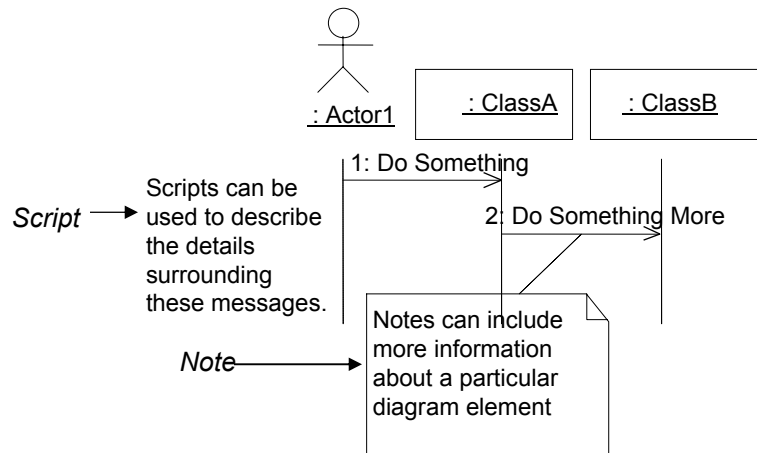 : Actor1
: ClassA
: ClassB
1: Do Something
Script
Scripts can be
used to describe
the details
surrounding
these messages.
2: Do Something More
Note
Notes can include
more information
about a particular
diagram element